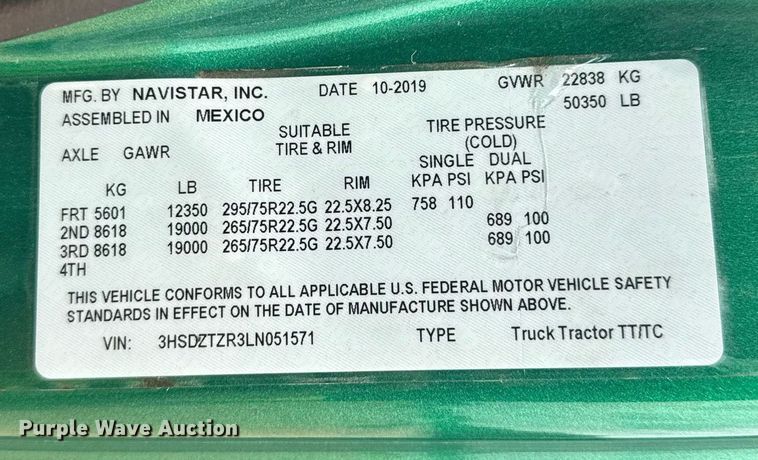 MFG. BY NAVISTAR, INC. DATE 10-2019 GVWR 22838 KG
50350 LB
ASSEMBLED IN MEXICO
SUITABLE TIRE PRESSURE
AXLE GAWR TIRE & RIM (COLD)
SINGLE DUAL
KG LB TIRE RIM KPA PSI KPA PSI
FRT 5601 12350 295/75R22.5G 22.5X8.25 758 110
2ND 8618 19000 265/75R22.5G 22.5X7.50 689 100
3RD 8618 19000 265/75R22.5G 22.5X7.50 689 100
4TH
THIS VEHICLE CONFORMS TO ALL APPLICABLE U.S. FEDERAL MOTOR VEHICLE SAFETY
STANDARDS IN EFFECT ON THE DATE OF MANUFACTURE SHOWN ABOVE.
VIN: 3HSDZTZR3LN051571 TYPE Truck Tractor TT/TC
Purple Wave Auction